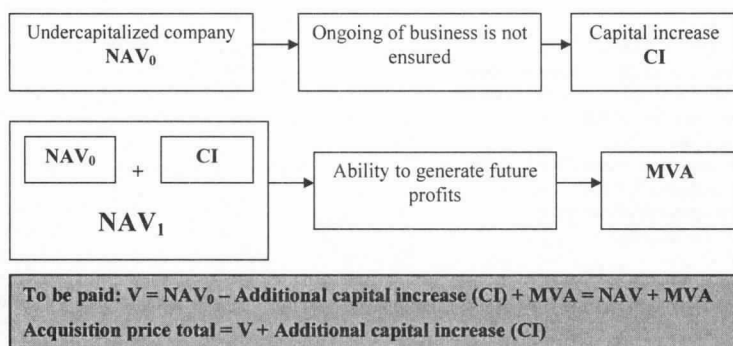 Undercapitalized company
NAV₀
Ongoing of business is not
ensured
Capital increase
CI
NAV₀
+
CI
NAV₁
Ability to generate future
profits
MVA
To be paid: V = NAV₀ – Additional capital increase (CI) + MVA = NAV + MVA
Acquisition price total = V + Additional capital increase (CI)